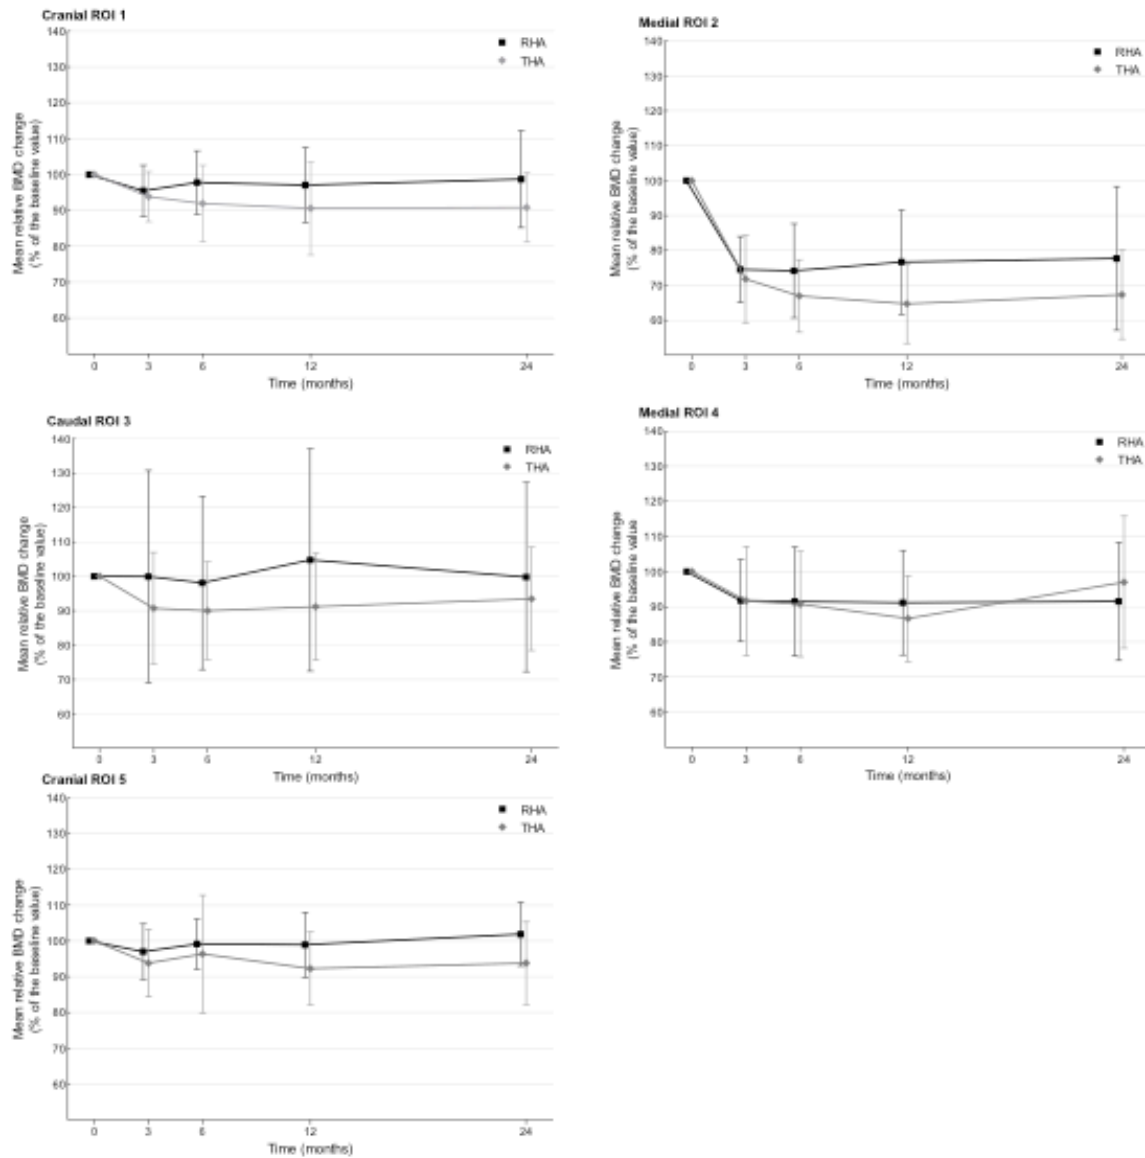 Cranial ROI 1
RHA
THA
Mean relative BMD change
(% of the baseline value)
140
130
120
110
100
90
80
70
60
0 3 6 12 24
Time (months)
Medial ROI 2
RHA
THA
Mean relative BMD change
(% of the baseline value)
140
130
120
110
100
90
80
70
60
0 3 6 12 24
Time (months)
Caudal ROI 3
RHA
THA
Mean relative BMD change
(% of the baseline value)
140
130
120
110
100
90
80
70
60
0 3 6 12 24
Time (months)
Medial ROI 4
RHA
THA
Mean relative BMD change
(% of the baseline value
140
130
120
110
100
90
80
70
60
0 3 6 12 24
Time (months)
Cranial ROI 5
RHA
THA
Mean relative BMD change
(% of the baseline value)
140
130
120
110
100
90
80
70
60
0 3 6 12 24
Time (months)